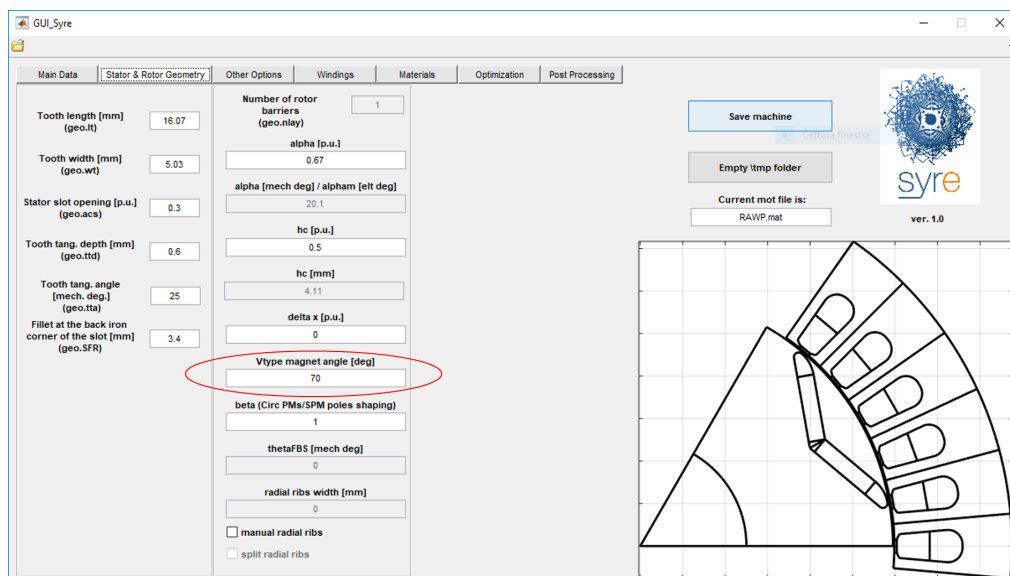 GUI_Syre
Main Data
Stator & Rotor Geometry
Other Options
Windings
Materials
Optimization
Post Processing
Tooth length [mm]
(geo.lt)
16.07
Tooth width [mm]
(geo.wt)
5.03
Stator slot opening [p.u.]
(geo.acs)
0.3
Tooth tang. depth [mm]
(geo.ttd)
0.6
Tooth tang. angle
[mech. deg.]
(geo.tta)
25
Fillet at the back iron
corner of the slot [mm]
(geo.SFR)
3.4
Number of rotor
barriers
(geo.nlay)
1
alpha [p.u.]
0.67
alpha [mech deg] / alpham [elt deg]
20.1
hc [p.u.]
0.5
hc [mm]
4.11
delta x [p.u.]
0
Vtype magnet angle [deg]
70
beta (Circ PMs/SPM poles shaping)
1
thetaFBS [mech deg]
0
radial ribs width [mm]
0
manual radial ribs
split radial ribs
Save machine
Cattura finestra
Empty \tmp folder
Current mot file is:
RAWP.mat
syre
ver. 1.0